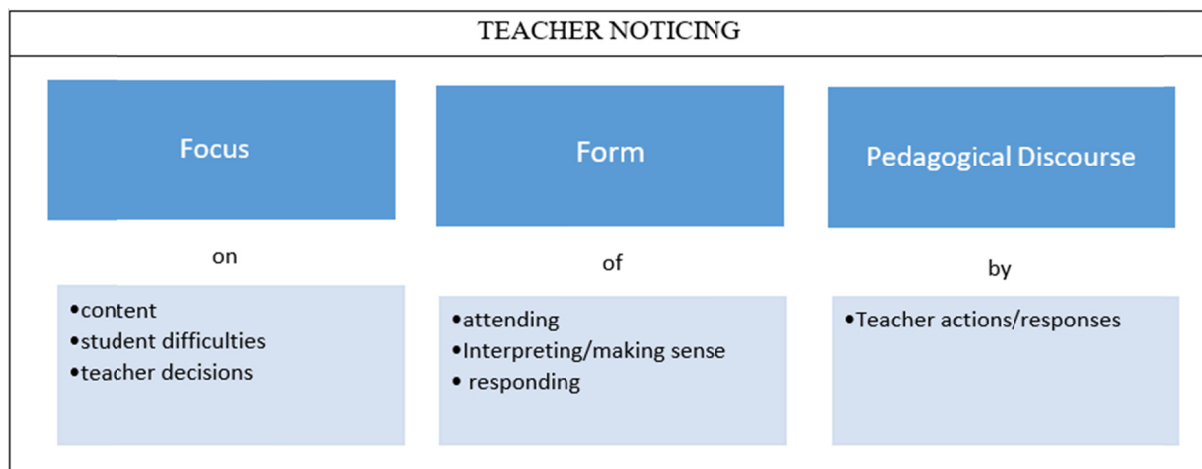 TEACHER NOTICING
Focus
on
•content
•student difficulties
•teacher decisions
Form
of
•attending
•Interpreting/making sense
• responding
Pedagogical Discourse
by
•Teacher actions/responses